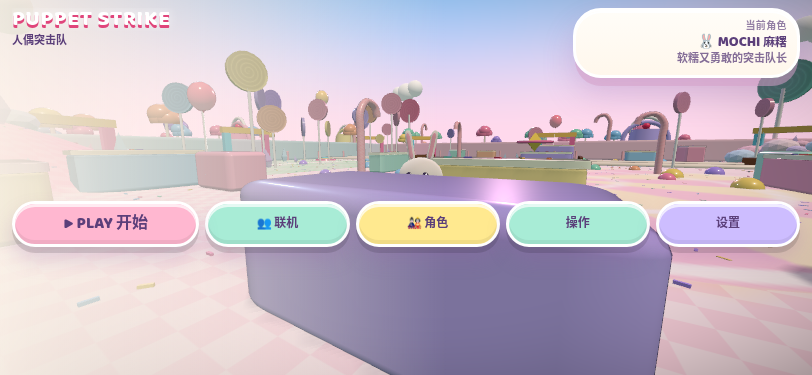 PUPPET STRIKE
人偶突击队
当前角色
🐰 MOCHI 麻糬
软糯又勇敢的突击队长
▶ PLAY 开始
👥 联机
🎎 角色
操作
设置